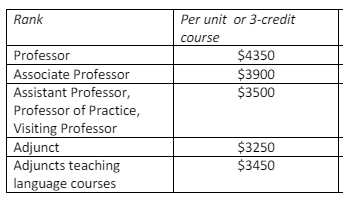 Rank Per unit or 3-credit
course
Professor $4350
Associate Professor $3900
Assistant Professor, $3500
Professor of Practice,
Visiting Professor
Adjunct $3250
Adjuncts teaching $3450
language courses